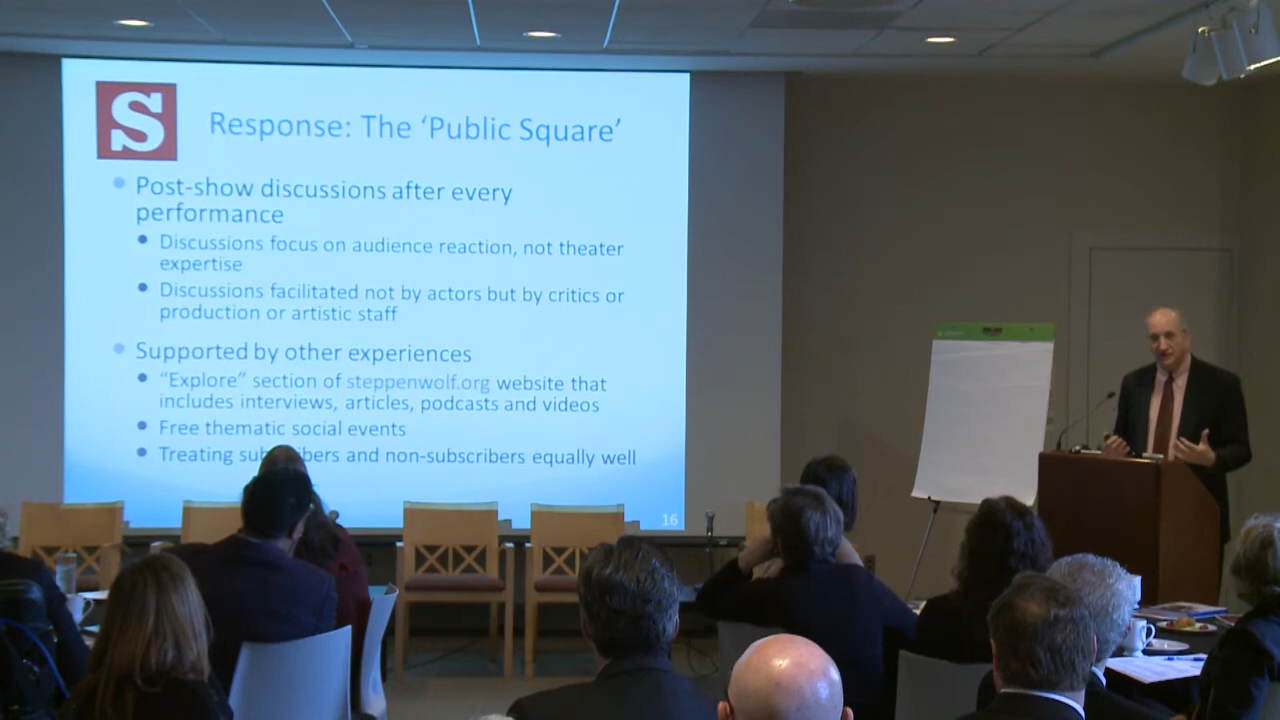 S
Response: The ‘Public Square’
Post-show discussions after every
performance
Discussions focus on audience reaction, not theater
expertise
Discussions facilitated not by actors but by critics or
production or artistic staff
Supported by other experiences
“Explore” section of steppenwolf.org website that
includes interviews, articles, podcasts and videos
Free thematic social events
Treating subscribers and non-subscribers equally well
16